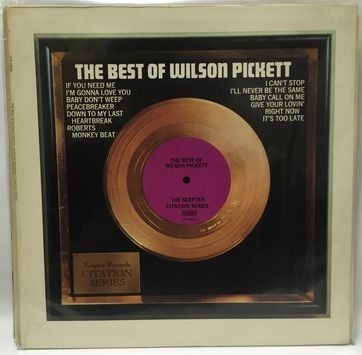 THE BEST OF WILSON PICKETT
IF YOU NEED ME
I'M GONNA LOVE YOU
BABY DON'T WEEP
PEACEBREAKER
DOWN TO MY LAST
HEARTBREAK
ROBERTS
MONKEY BEAT
I CAN'T STOP
I'LL NEVER BE THE SAME
BABY CALL ON ME
GIVE YOUR LOVIN'
RIGHT NOW
IT'S TOO LATE
THE BEST OF
WILSON PICKETT
THE SCEPTER
CITATION SERIES
Scepter Records
CITATION
SERIES